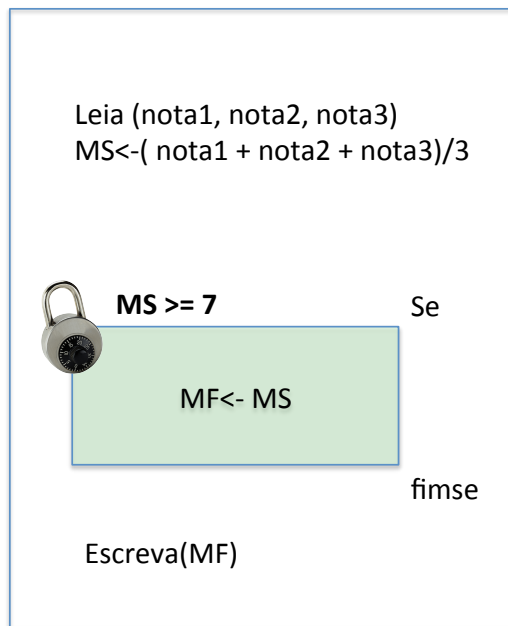 Leia (nota1, nota2, nota3)
MS<-( nota1 + nota2 + nota3)/3
MS >= 7 Se
MF<- MS
fimse
Escreva(MF)